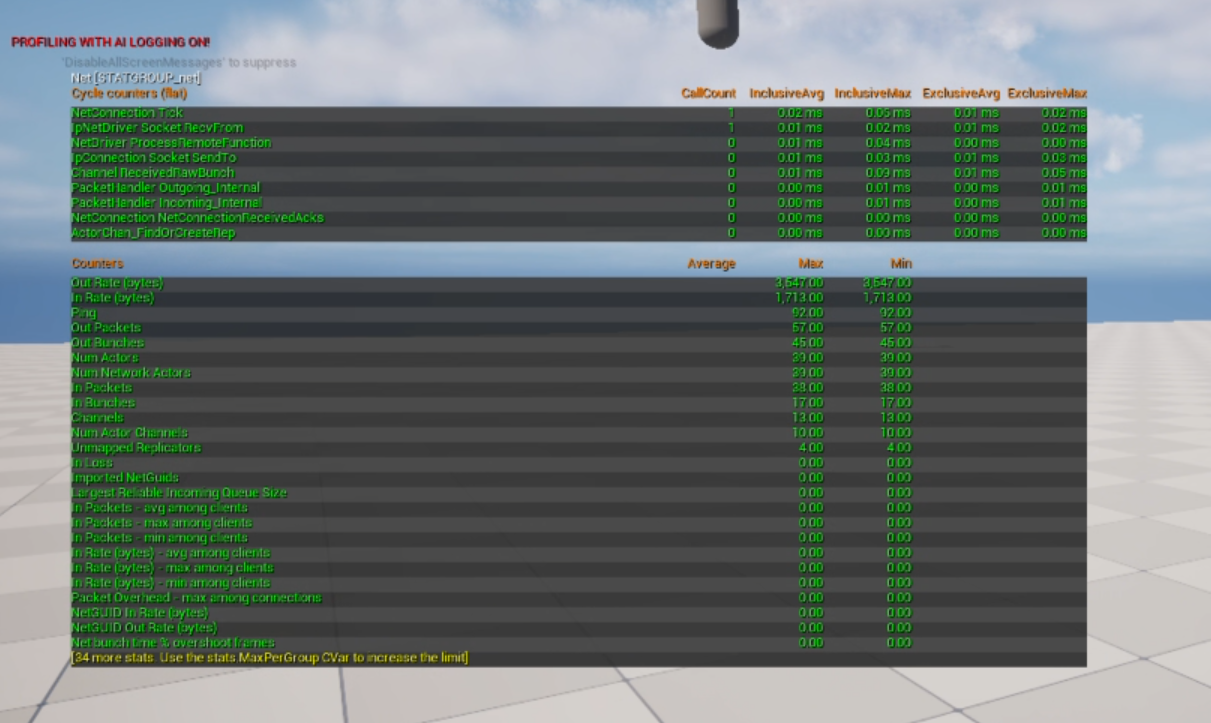 PROFILING WITH AI LOGGING ON!
'DisableAllScreenMessages' to suppress
Net [STATGROUP_net]
Cycle counters (flat) CallCount InclusiveAvg InclusiveMax ExclusiveAvg ExclusiveMax
NetConnection Tick 1 0.02 ms 0.05 ms 0.01 ms 0.02 ms
IpNetDriver Socket RecvFrom 1 0.01 ms 0.02 ms 0.01 ms 0.02 ms
NetDriver ProcessRemoteFunction 0 0.01 ms 0.04 ms 0.00 ms 0.00 ms
IpConnection Socket SendTo 0 0.01 ms 0.03 ms 0.01 ms 0.03 ms
Channel ReceivedRawBunch 0 0.01 ms 0.09 ms 0.00 ms 0.05 ms
PacketHandler Outgoing_Internal 0 0.00 ms 0.01 ms 0.00 ms 0.01 ms
PacketHandler Incoming_Internal 0 0.00 ms 0.01 ms 0.00 ms 0.01 ms
NetConnection NetConnectionReceivedAcks 0 0.00 ms 0.00 ms 0.00 ms 0.00 ms
ActorChan_FindOrCreateRep 0 0.00 ms 0.00 ms 0.00 ms 0.00 ms
Counters Average Max Min
Out Rate (bytes) 3,547.00 3,547.00
In Rate (bytes) 1,713.00 1,713.00
Ping 92.00 92.00
Out Packets 57.00 57.00
Out Bunches 45.00 45.00
Num Actors 39.00 39.00
Num Network Actors 39.00 39.00
In Packets 38.00 38.00
In Bunches 17.00 17.00
Channels 13.00 13.00
Num Actor Channels 10.00 10.00
Unmapped Replicators 4.00 4.00
In Loss 0.00 0.00
Imported NetGuids 0.00 0.00
Largest Reliable Incoming Queue Size 0.00 0.00
In Packets - avg among clients 0.00 0.00
In Packets - max among clients 0.00 0.00
In Packets - min among clients 0.00 0.00
In Rate (bytes) - avg among clients 0.00 0.00
In Rate (bytes) - max among clients 0.00 0.00
In Rate (bytes) - min among clients 0.00 0.00
Packet Overhead - max among connections 0.00 0.00
NetGUID In Rate (bytes) 0.00 0.00
NetGUID Out Rate (bytes) 0.00 0.00
Net bunch time % overshoot frames 0.00 0.00
[34 more stats. Use the stats.MaxPerGroup CVar to increase the limit]